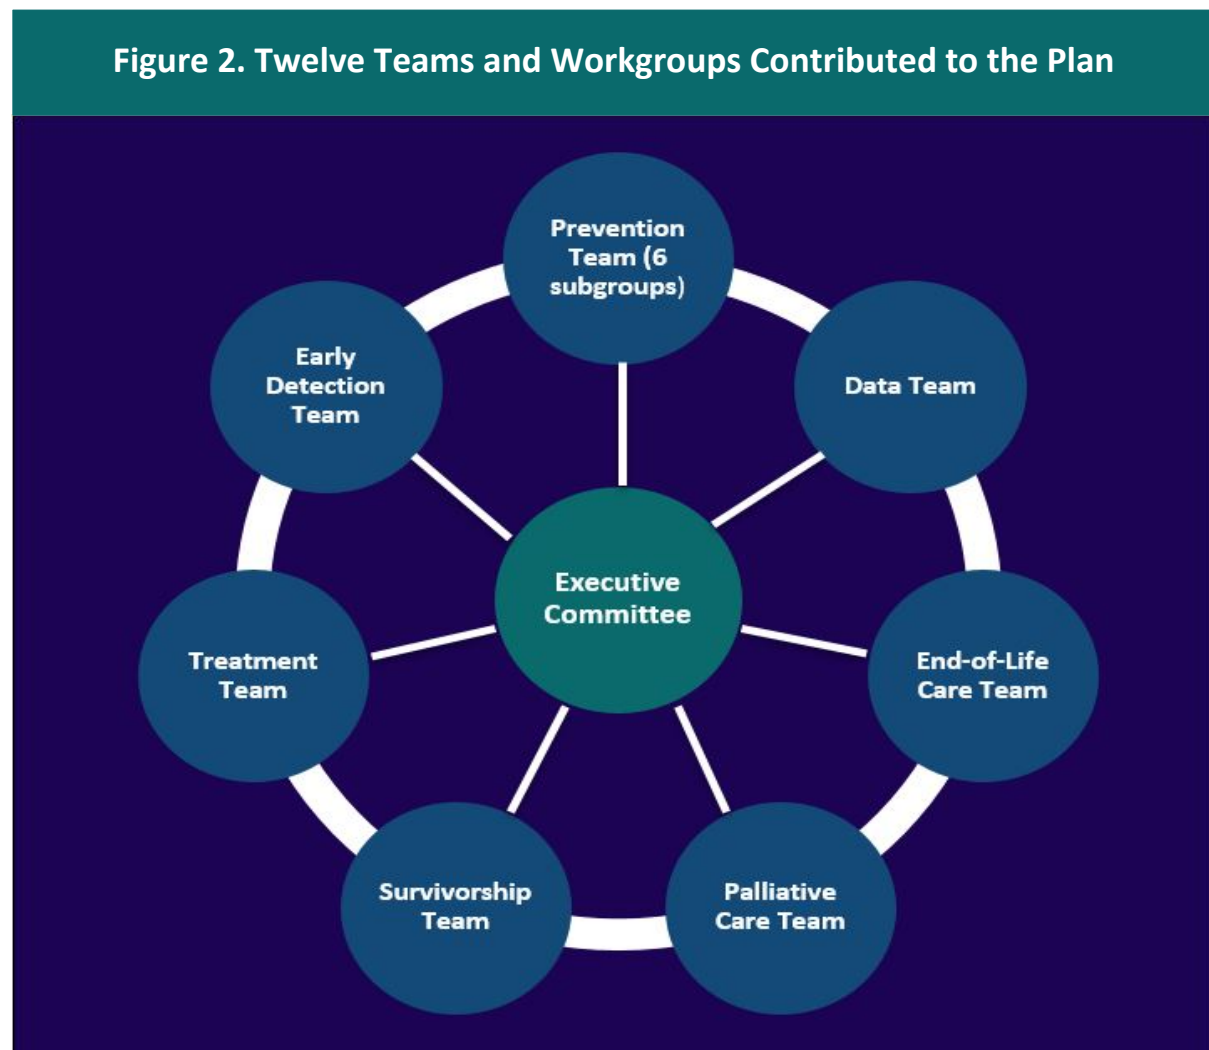 Figure 2. Twelve Teams and Workgroups Contributed to the Plan
Prevention
Team (6
subgroups)
Early
Detection
Team
Data Team
Executive
Committee
Treatment
Team
End-of-Life
Care Team
Survivorship
Team
Palliative
Care Team